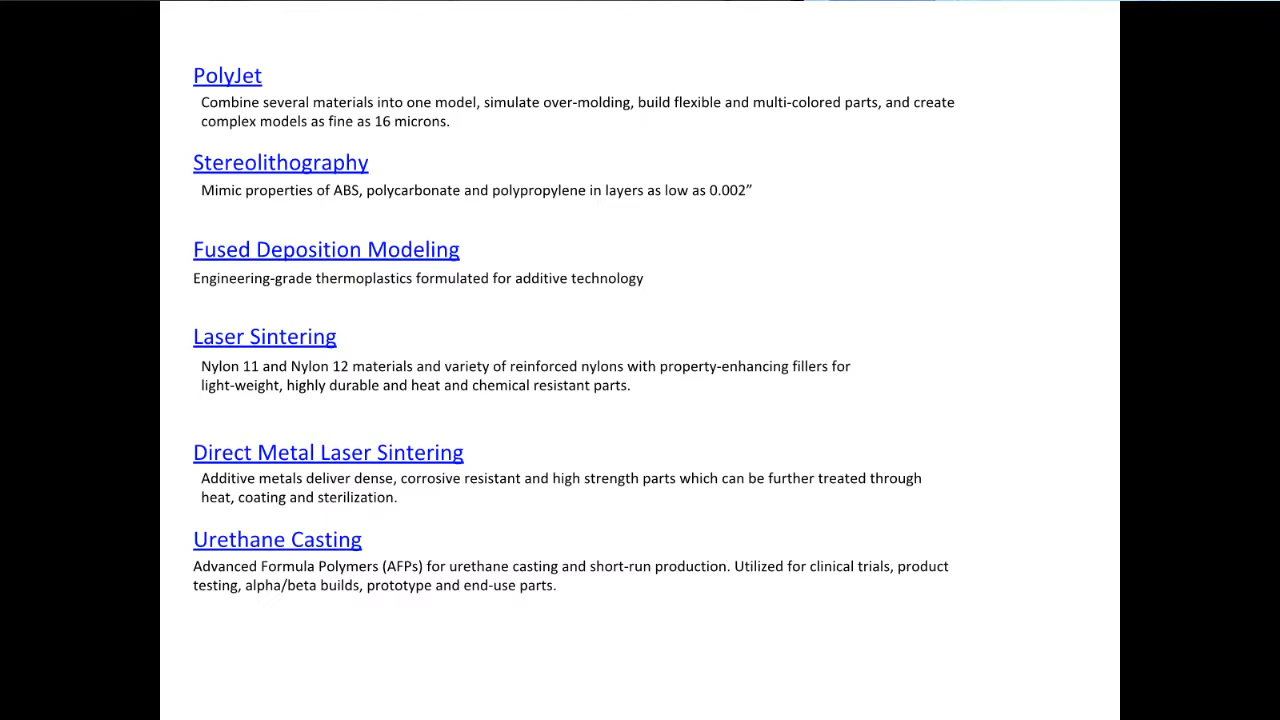 PolyJet
Combine several materials into one model, simulate over-molding, build flexible and multi-colored parts, and create
complex models as fine as 16 microns.
Stereolithography
Mimic properties of ABS, polycarbonate and polypropylene in layers as low as 0.002”
Fused Deposition Modeling
Engineering-grade thermoplastics formulated for additive technology
Laser Sintering
Nylon 11 and Nylon 12 materials and variety of reinforced nylons with property-enhancing fillers for
light-weight, highly durable and heat and chemical resistant parts.
Direct Metal Laser Sintering
Additive metals deliver dense, corrosive resistant and high strength parts which can be further treated through
heat, coating and sterilization.
Urethane Casting
Advanced Formula Polymers (AFPs) for urethane casting and short-run production. Utilized for clinical trials, product
testing, alpha/beta builds, prototype and end-use parts.